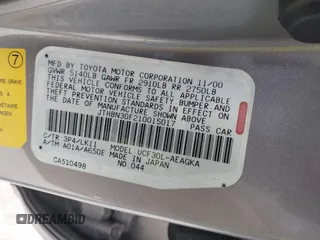 MFD BY TOYOTA MOTOR CORPORATION 11/00
GVWR 5140LB GAWR FR 2910LB RR 2750LB
THIS VEHICLE CONFORMS TO ALL APPLICABLE
FEDERAL MOTOR VEHICLE SAFETY, BUMPER, AND
THEFT PREVENTION STANDARDS IN EFFECT ON
THE DATE OF MANUFACTURE SHOWN ABOVE.
JTHBN30F210015017 PASS. CAR
C/TR 3P4/LK11 MODEL UCF30L-AEAGKA
A/TM A01A/A650E MADE IN JAPAN
CA510498 NO.044
7
GRAVE